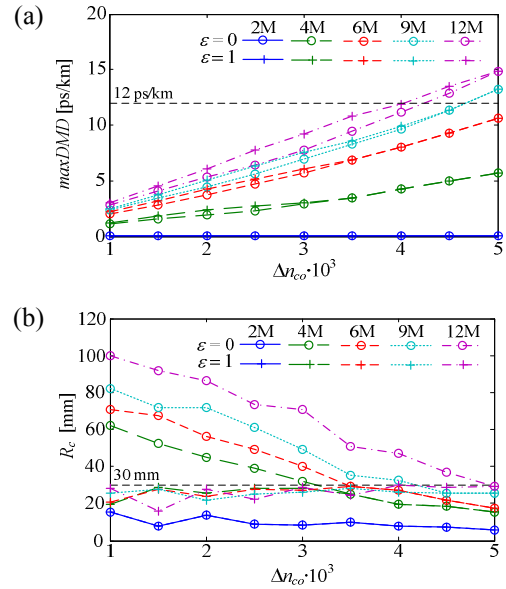 (a)
ε = 0 2M 4M 6M 9M 12M
ε = 1
12 ps/km
maxDMD [ps/km]
20
15
10
5
0
1 2 3 4 5
Δn_co·10³
(b)
ε = 0 2M 4M 6M 9M 12M
ε = 1
30 mm
R_c [mm]
120
100
80
60
40
20
0
1 2 3 4 5
Δn_co·10³